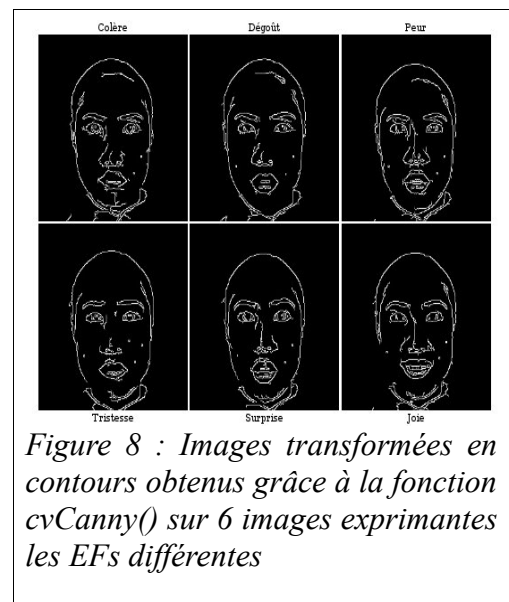 Colère Dégoût Peur
Tristesse Surprise Joie
Figure 8 : Images transformées en
contours obtenus grâce à la fonction
cvCanny() sur 6 images exprimantes
les EFs différentes